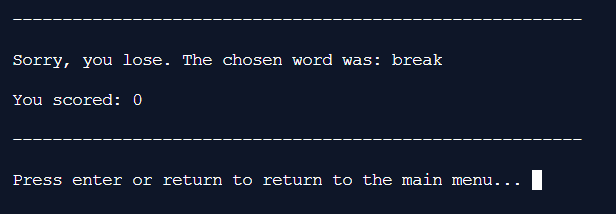 ---------------------------------------------------------
Sorry, you lose. The chosen word was: break
You scored: 0
---------------------------------------------------------
Press enter or return to return to the main menu...